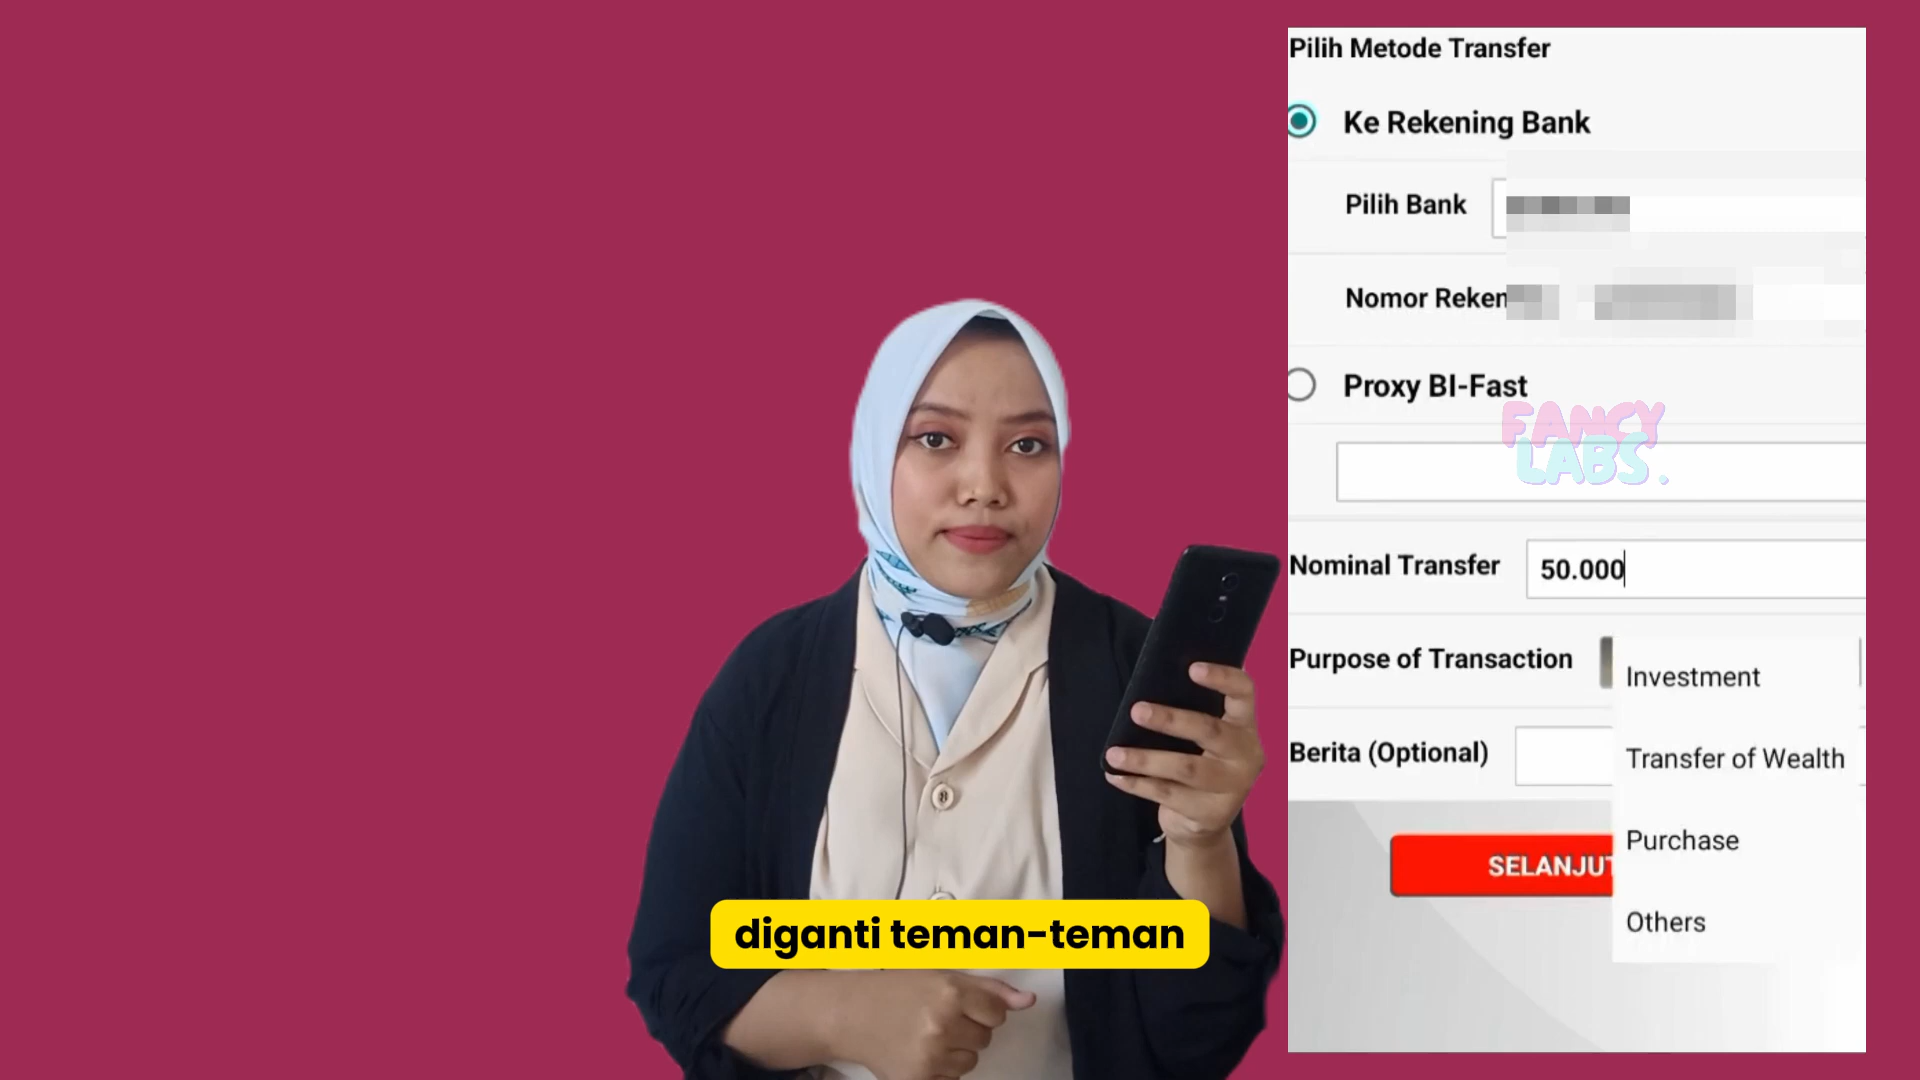 Pilih Metode Transfer
Ke Rekening Bank
Pilih Bank
Nomor Reken
Proxy BI-Fast
FANCY
LABS.
Nominal Transfer 50.000
Purpose of Transaction
Investment
Transfer of Wealth
Berita (Optional)
Purchase
SELANJUT
Others
diganti teman-teman